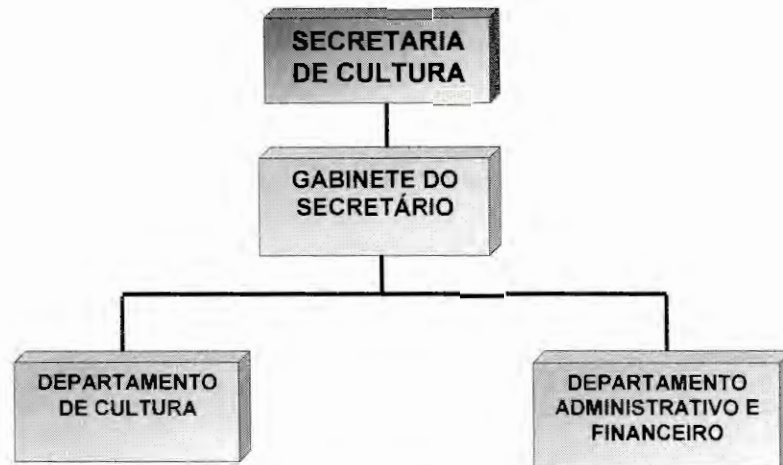 SECRETARIA
DE CULTURA
GABINETE DO
SECRETÁRIO
DEPARTAMENTO
DE CULTURA
DEPARTAMENTO
ADMINISTRATIVO E
FINANCEIRO